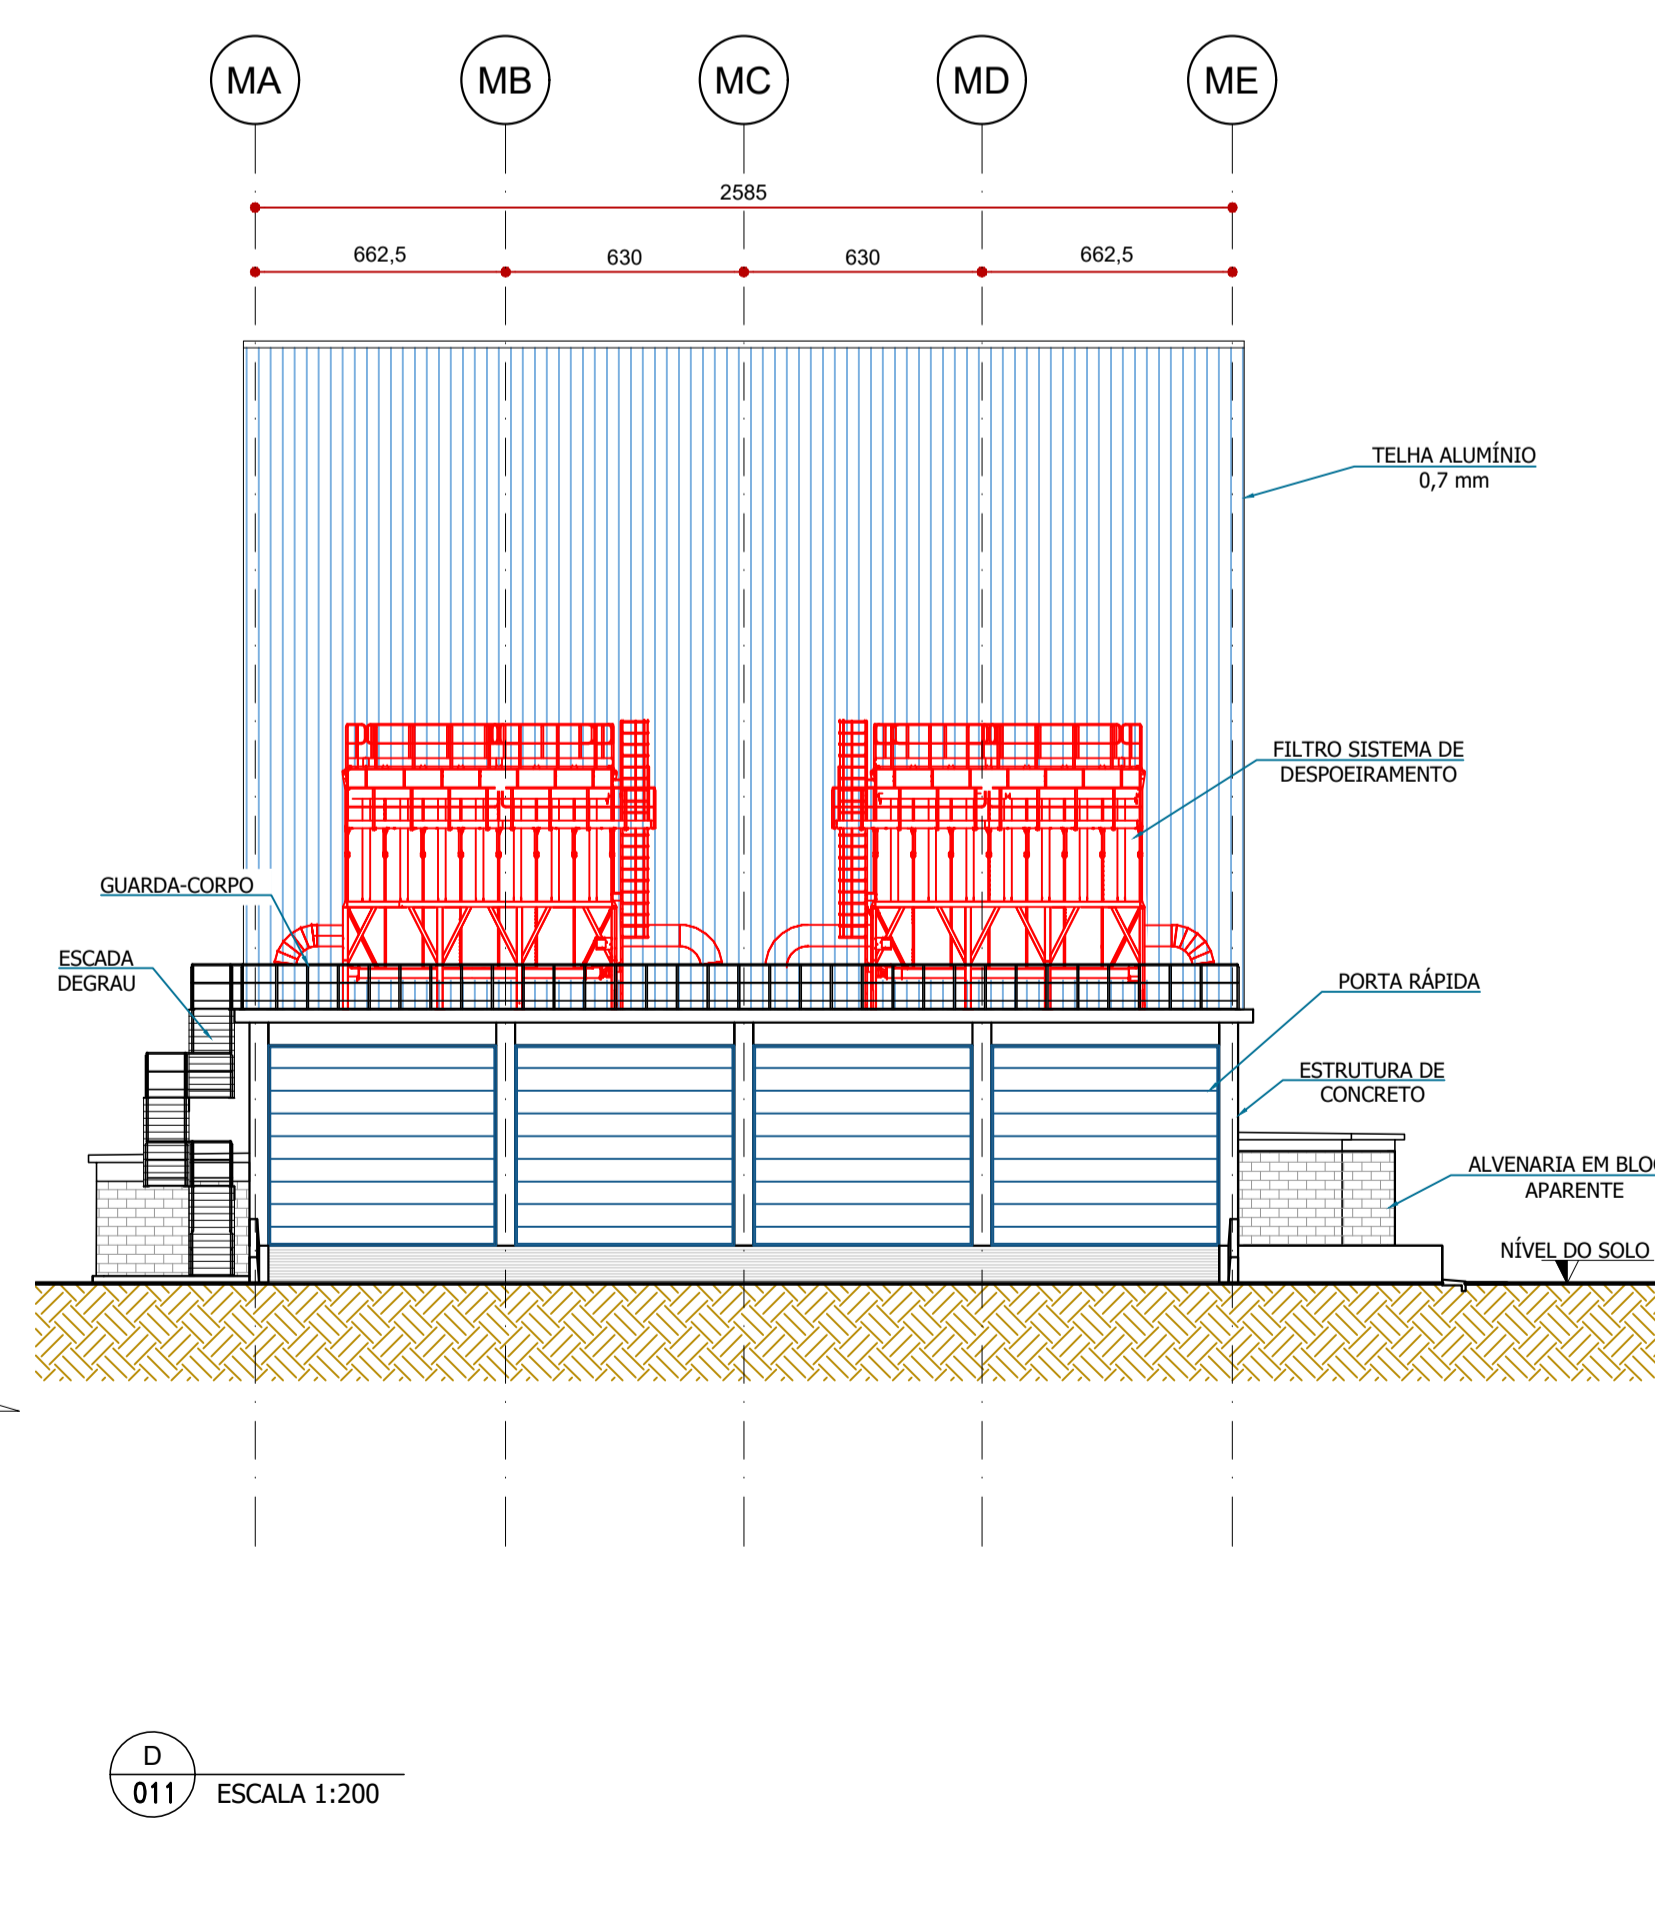 MA MB MC MD ME
2585
662,5 630 630 662,5
TELHA ALUMÍNIO
0,7 mm
FILTRO SISTEMA DE
DESPOEIRAMENTO
GUARDA-CORPO
ESCADA
DEGRAU
PORTA RÁPIDA
ESTRUTURA DE
CONCRETO
ALVENARIA EM
APARENTE
NÍVEL DO SOLO
D
011 ESCALA 1:200